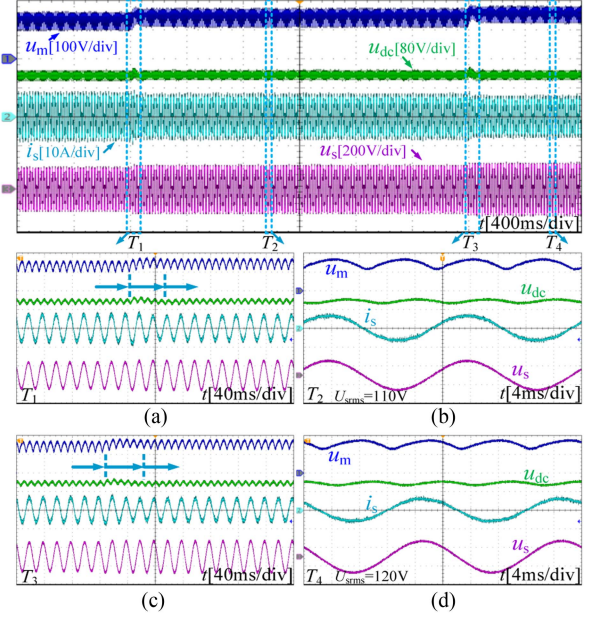 um[100V/div]
udc[80V/div]
1
2
is[10A/div]
us[200V/div]
t[400ms/div]
T1
T2
T3
T4
um
udc
is
us
T1
t[40ms/div]
T2
Usrms=110V
t[4ms/div]
(a)
(b)
um
udc
is
us
T3
t[40ms/div]
T4
Usrms=120V
t[4ms/div]
(c)
(d)